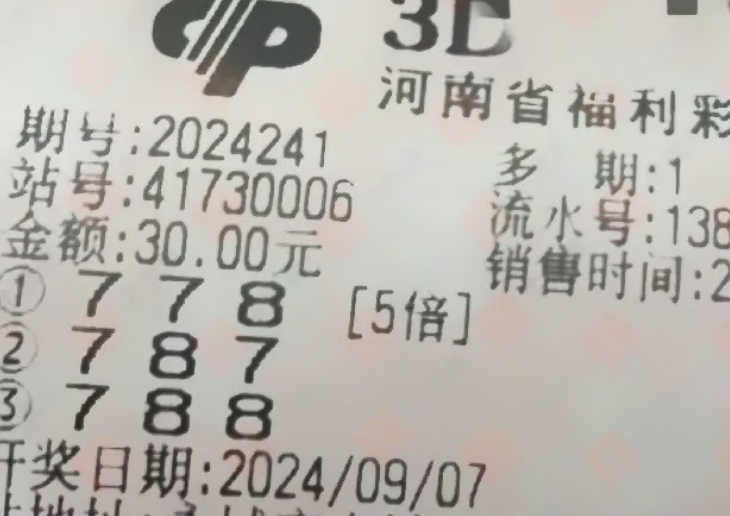 3D
河南省福利彩
期号:2024241
多 期:1
站号:41730006
流水号:138
金额:30.00元
销售时间:2
① 7 7 8 [5倍]
② 7 8 7
③ 7 8 8
开奖日期:2024/09/07